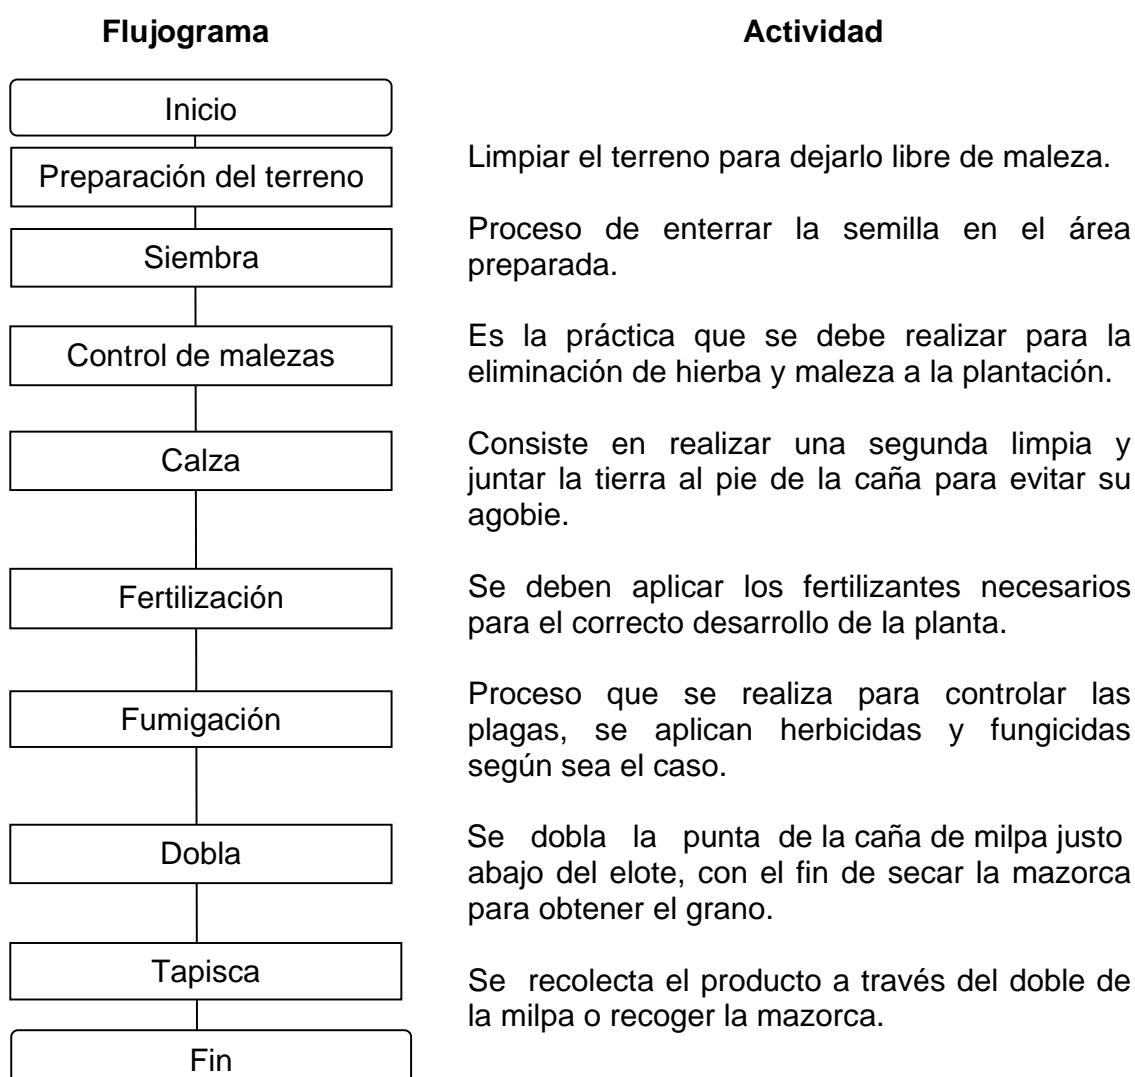 Flujograma
Actividad
Inicio
Preparación del terreno
Limpiar el terreno para dejarlo libre de maleza.
Siembra
Proceso de enterrar la semilla en el área
preparada.
Control de malezas
Es la práctica que se debe realizar para la
eliminación de hierba y maleza a la plantación.
Calza
Consiste en realizar una segunda limpia y
juntar la tierra al pie de la caña para evitar su
agobie.
Fertilización
Se deben aplicar los fertilizantes necesarios
para el correcto desarrollo de la planta.
Fumigación
Proceso que se realiza para controlar las
plagas, se aplican herbicidas y fungicidas
según sea el caso.
Dobla
Se dobla la punta de la caña de milpa justo
abajo del elote, con el fin de secar la mazorca
para obtener el grano.
Tapisca
Se recolecta el producto a través del doble de
la milpa o recoger la mazorca.
Fin